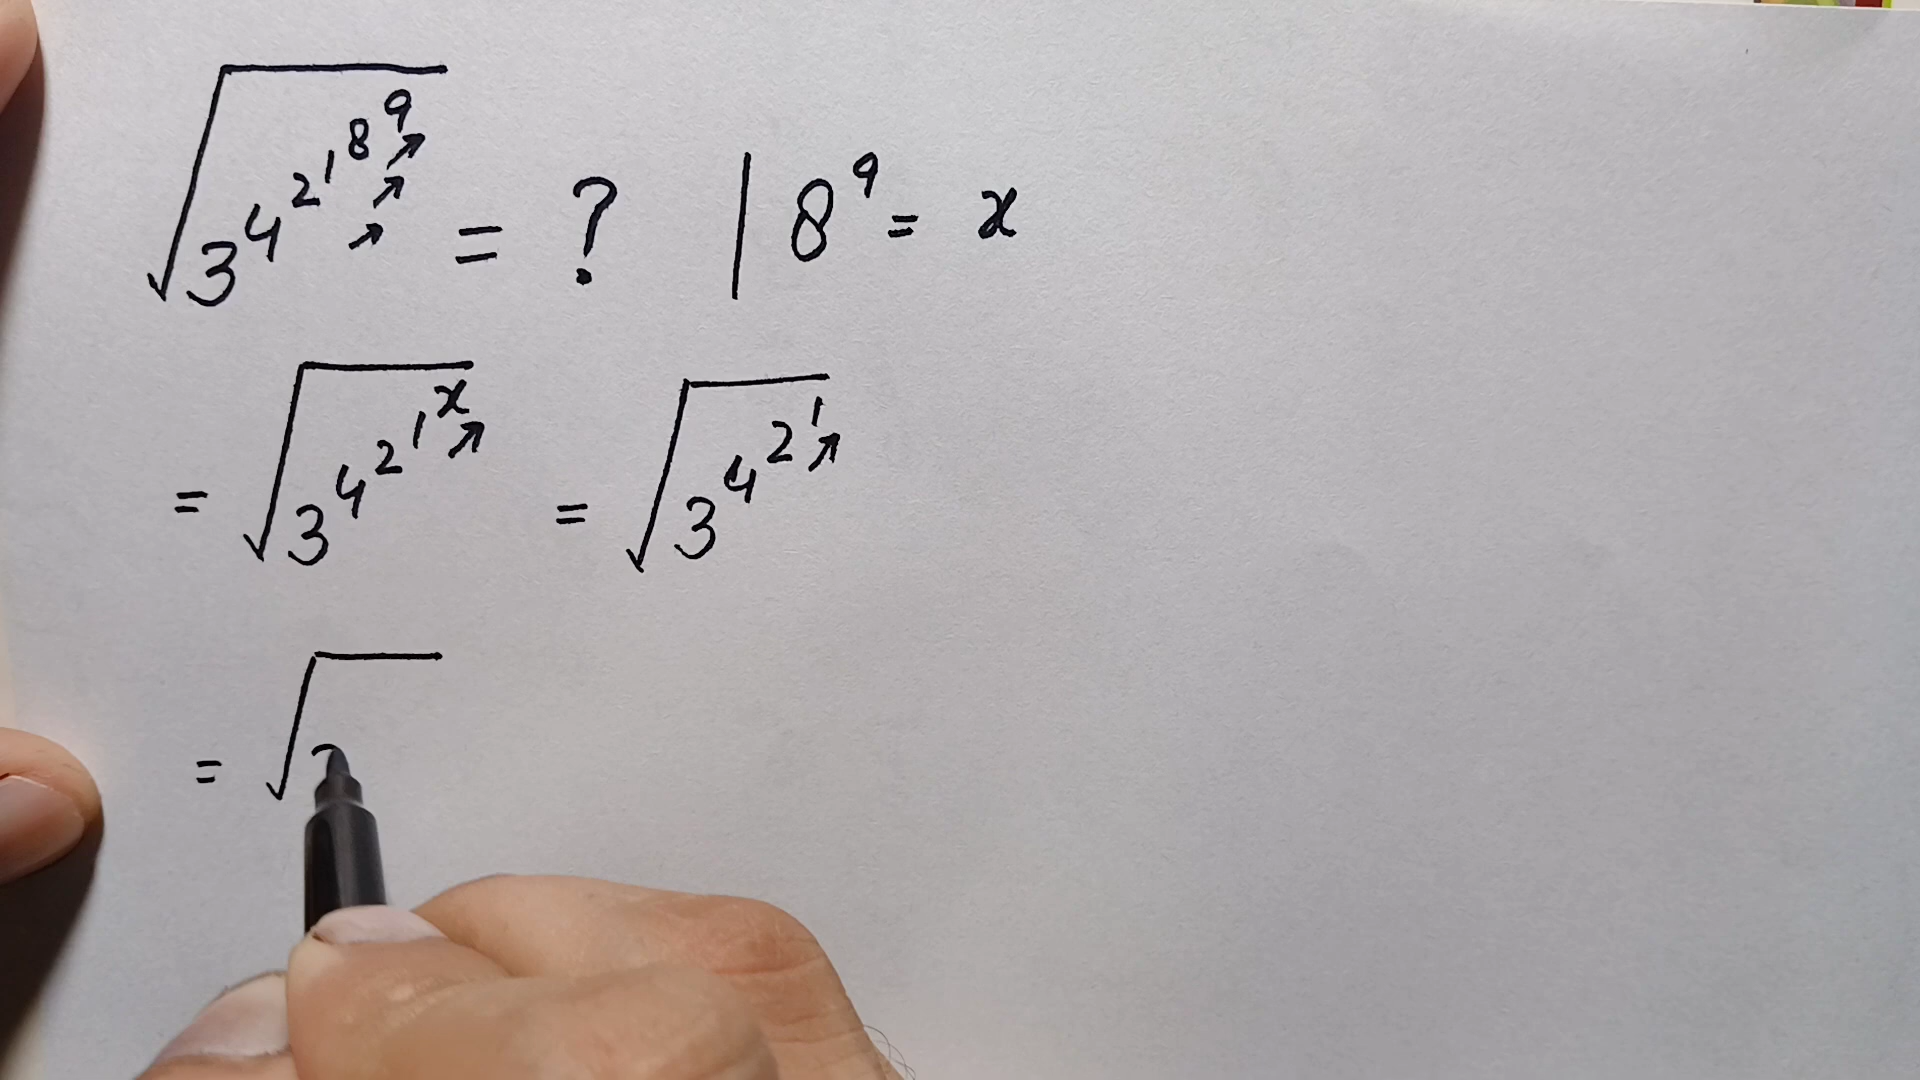 √3^4^2^1^8^9 = ? | 8^9 = x
= √3^4^2^1^x = √3^4^2^1
= √